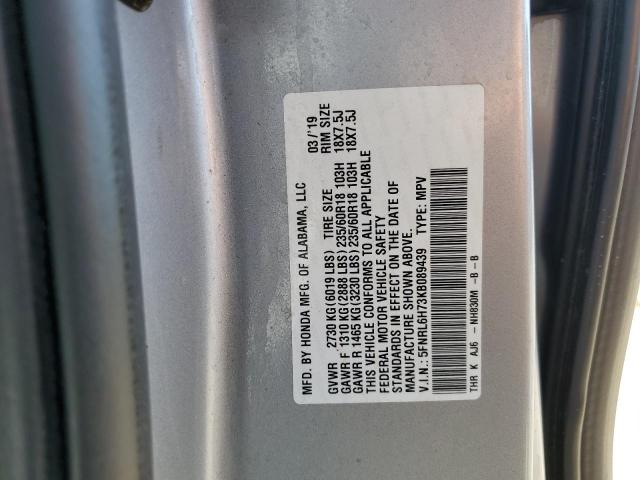 MFD. BY HONDA MFG. OF ALABAMA, LLC 03/'19
GVWR 2730 KG (6019 LBS) TIRE SIZE RIM SIZE
GAWR F 1310 KG (2888 LBS) 235/60R18 103H 18X7.5J
GAWR R 1465 KG (3230 LBS) 235/60R18 103H 18X7.5J
THIS VEHICLE CONFORMS TO ALL APPLICABLE
FEDERAL MOTOR VEHICLE SAFETY
STANDARDS IN EFFECT ON THE DATE OF
MANUFACTURE SHOWN ABOVE.
V.I.N.: 5FNRL6H73KB089439 TYPE: MPV
THR K AJ6 - NH830M -B-B